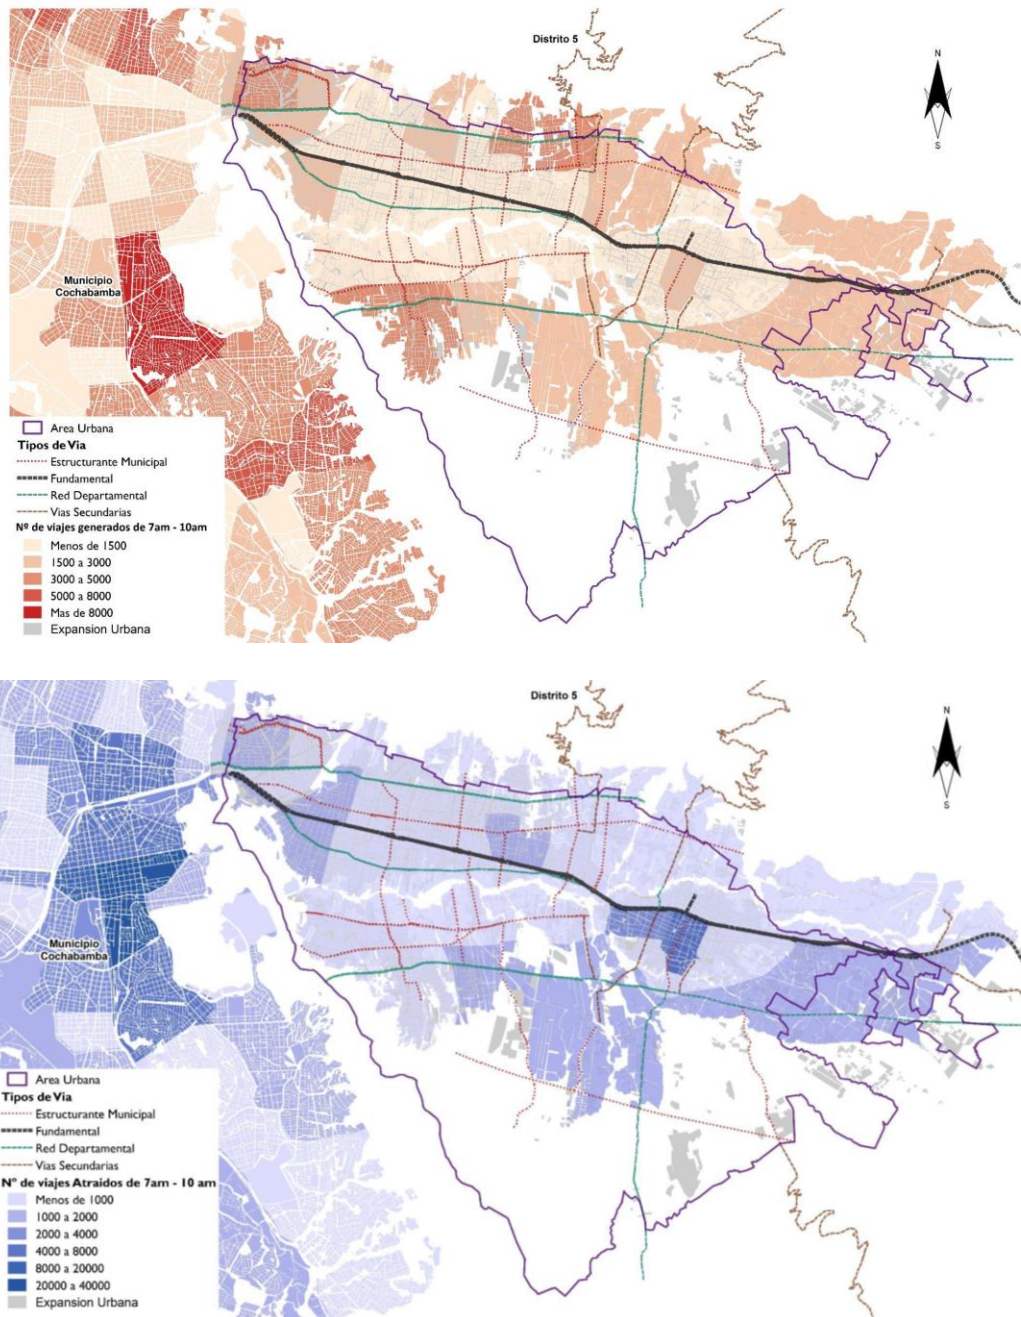 Distrito 5
N
S
Municipio
Cochabamba
Area Urbana
Tipos de Via
Estructurante Municipal
Fundamental
Red Departamental
Vias Secundarias
Nº de viajes generados de 7am - 10am
Menos de 1500
1500 a 3000
3000 a 5000
5000 a 8000
Mas de 8000
Expansion Urbana
Distrito 5
N
S
Municipio
Cochabamba
Area Urbana
Tipos de Via
Estructurante Municipal
Fundamental
Red Departamental
Vias Secundarias
N° de viajes Atraidos de 7am - 10 am
Menos de 1000
1000 a 2000
2000 a 4000
4000 a 8000
8000 a 20000
20000 a 40000
Expansion Urbana